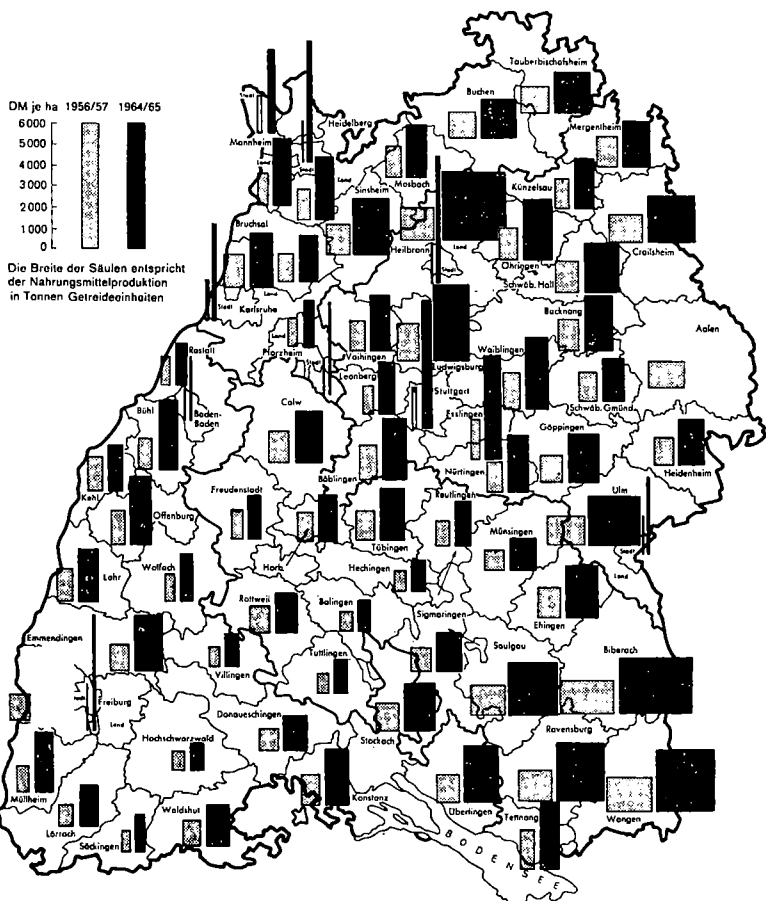 DM je ha 1956/57 1964/65
6000
5000
4000
3000
2000
1000
0
Die Breite der Säulen entspricht
der Nahrungsmittelproduktion
in Tonnen Getreideeinheiten
Tauberbischofsheim
Buchen
Stadt
Heidelberg
Mergentheim
Mannheim
Land
Stadt
Land
Mosbach
Sinsheim
Künzelsau
Bruchsal
Heilbronn
Land
Stadt
Öhringen
Crailsheim
Schwäb. Hall
Land
Stadt
Karlsruhe
Backnang
Aalen
Land
Pforzheim
Stadt
Vaihingen
Waiblingen
Rastatt
Ludwigsburg
Leonberg
Stuttgart
Calw
Bühl
Baden-
Baden
Esslingen
Schwäb. Gmünd
Göppingen
Böblingen
Nürtingen
Heidenheim
Kehl
Freudenstadt
Reutlingen
Ulm
Offenburg
Münsingen
Tübingen
Stadt
Horb
Hechingen
Land
Lahr
Wolfach
Rottweil
Balingen
Sigmaringen
Ehingen
Emmendingen
Saulgau
Biberach
Tuttlingen
Villingen
Freiburg
Land
Donaueschingen
Hochschwarzwald
Stockach
Ravensburg
Müllheim
Konstanz
Waldshut
Überlingen
Wangen
Lörrach
Tettnang
Säckingen
BODENSEE